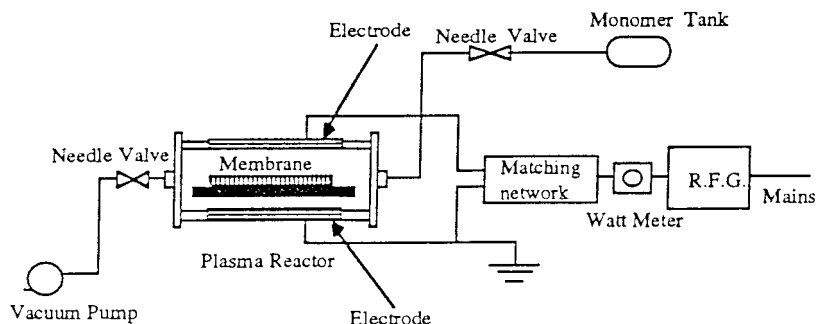 Monomer Tank
Electrode
Needle Valve
Needle Valve
Membrane
Matching
network
R.F.G.
Mains
Watt Meter
Plasma Reactor
Vacuum Pump
Electrode